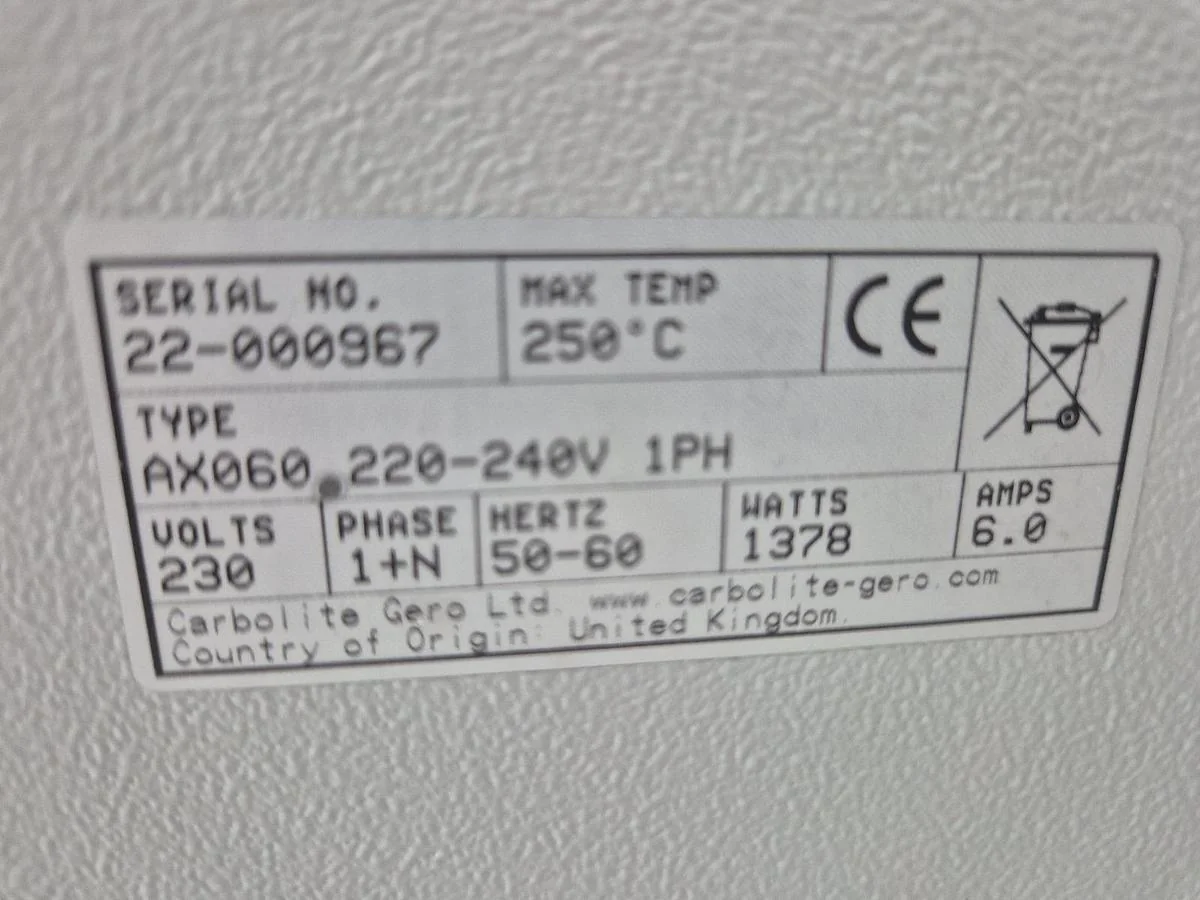 SERIAL NO.
22-000967
MAX TEMP
250°C
CE
TYPE
AX060 220-240V 1PH
VOLTS
230
PHASE
1+N
HERTZ
50-60
WATTS
1378
AMPS
6.0
Carbolite Gero Ltd. www.carbolite-gero.com
Country of Origin: United Kingdom.